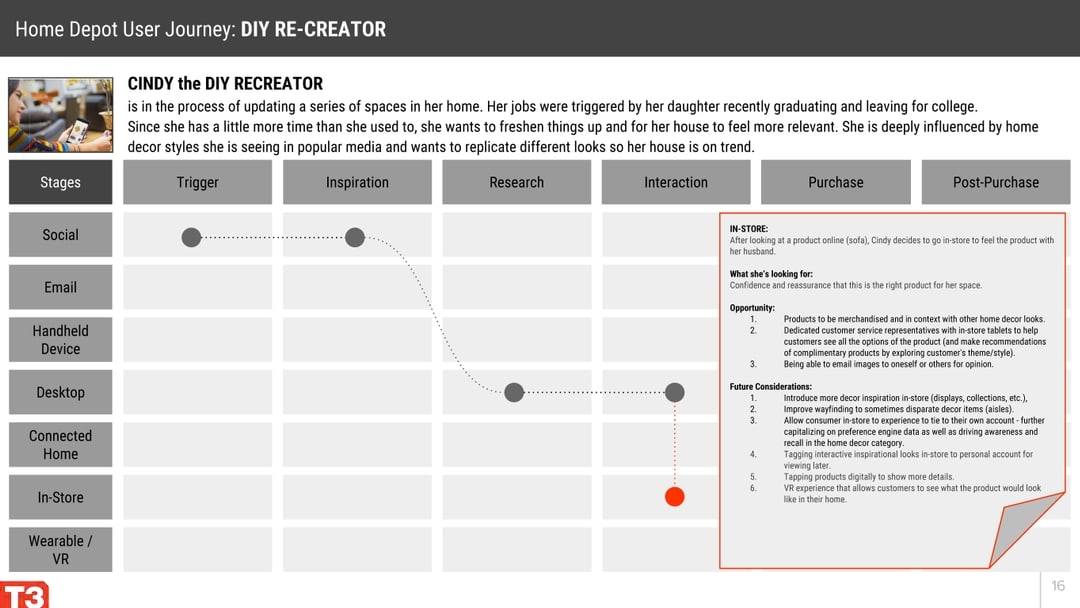 Home Depot User Journey: DIY RE-CREATOR
CINDY the DIY RECREATOR
is in the process of updating a series of spaces in her home. Her jobs were triggered by her daughter recently graduating and leaving for college.
Since she has a little more time than she used to, she wants to freshen things up and for her house to feel more relevant. She is deeply influenced by home
decor styles she is seeing in popular media and wants to replicate different looks so her house is on trend.
Stages
Trigger
Inspiration
Research
Interaction
Purchase
Post-Purchase
Social
Email
Handheld
Device
Desktop
Connected
Home
In-Store
Wearable /
VR
IN-STORE:
After looking at a product online (sofa), Cindy decides to go in-store to feel the product with
her husband.
What she's looking for:
Confidence and reassurance that this is the right product for her space.
Opportunity:
1. Products to be merchandised and in context with other home decor looks.
2. Dedicated customer service representatives with in-store tablets to help
customers see all the options of the product (and make recommendations
of complimentary products by exploring customer's theme/style).
3. Being able to email images to oneself or others for opinion.
Future Considerations:
1. Introduce more decor inspiration in-store (displays, collections, etc.),
2. Improve wayfinding to sometimes disparate decor items (aisles).
3. Allow consumer in-store to experience to tie to their own account - further
capitalizing on preference engine data as well as driving awareness and
recall in the home decor category.
4. Tagging interactive inspirational looks in-store to personal account for
viewing later.
5. Tapping products digitally to show more details.
6. VR experience that allows customers to see what the product would look
like in their home.
T3
16